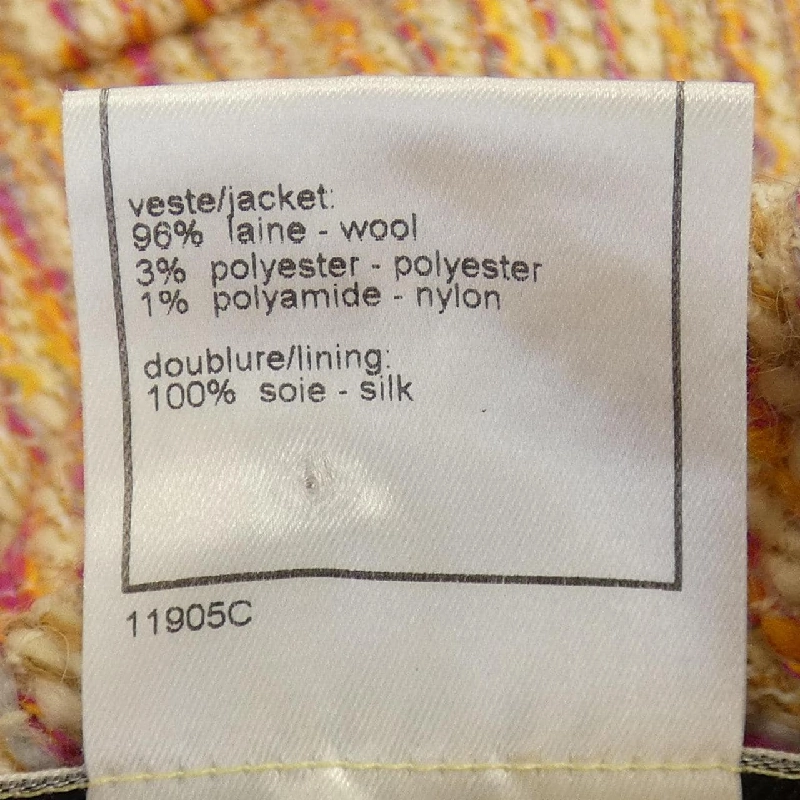 veste/jacket:
96% laine - wool
3% polyester - polyester
1% polyamide - nylon
doublure/lining:
100% soie - silk
11905C